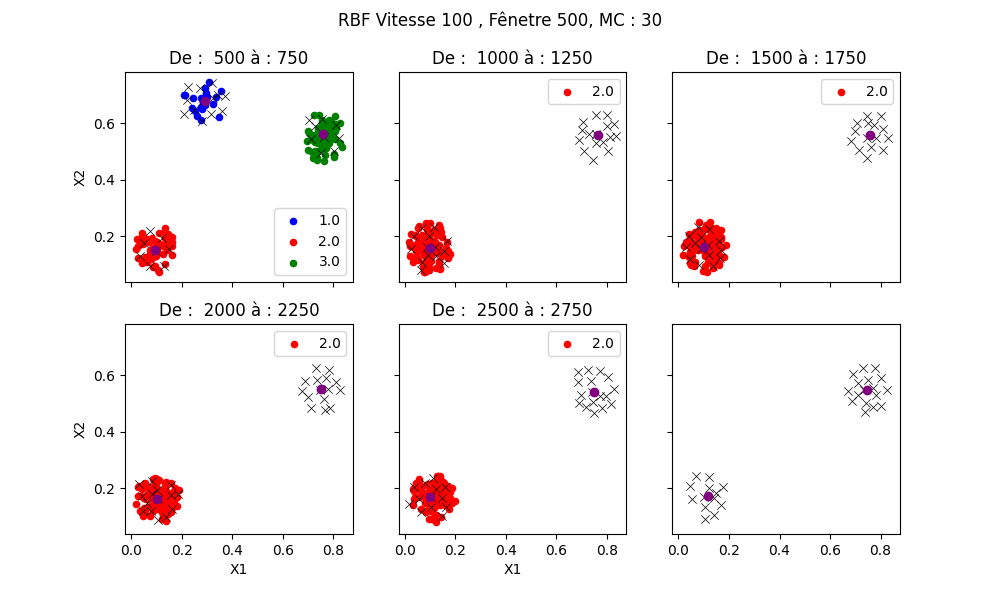 RBF Vitesse 100 , Fênetre 500, MC : 30
De :  500 à : 750
De :  1000 à : 1250
De :  1500 à : 1750
X2
0.6
0.4
0.2
1.0
2.0
3.0
2.0
2.0
De :  2000 à : 2250
De :  2500 à : 2750
X2
0.6
0.4
0.2
2.0
2.0
0.0 0.2 0.4 0.6 0.8
0.0 0.2 0.4 0.6 0.8
0.0 0.2 0.4 0.6 0.8
X1
X1